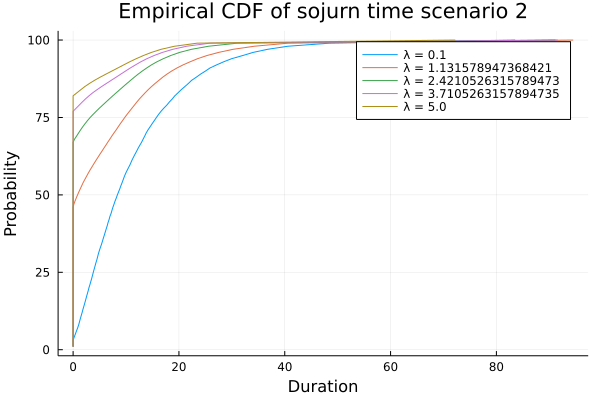 Empirical CDF of sojurn time scenario 2
100
75
50
25
0
Probability
λ = 0.1
λ = 1.131578947368421
λ = 2.4210526315789473
λ = 3.7105263157894735
λ = 5.0
0 20 40 60 80
Duration